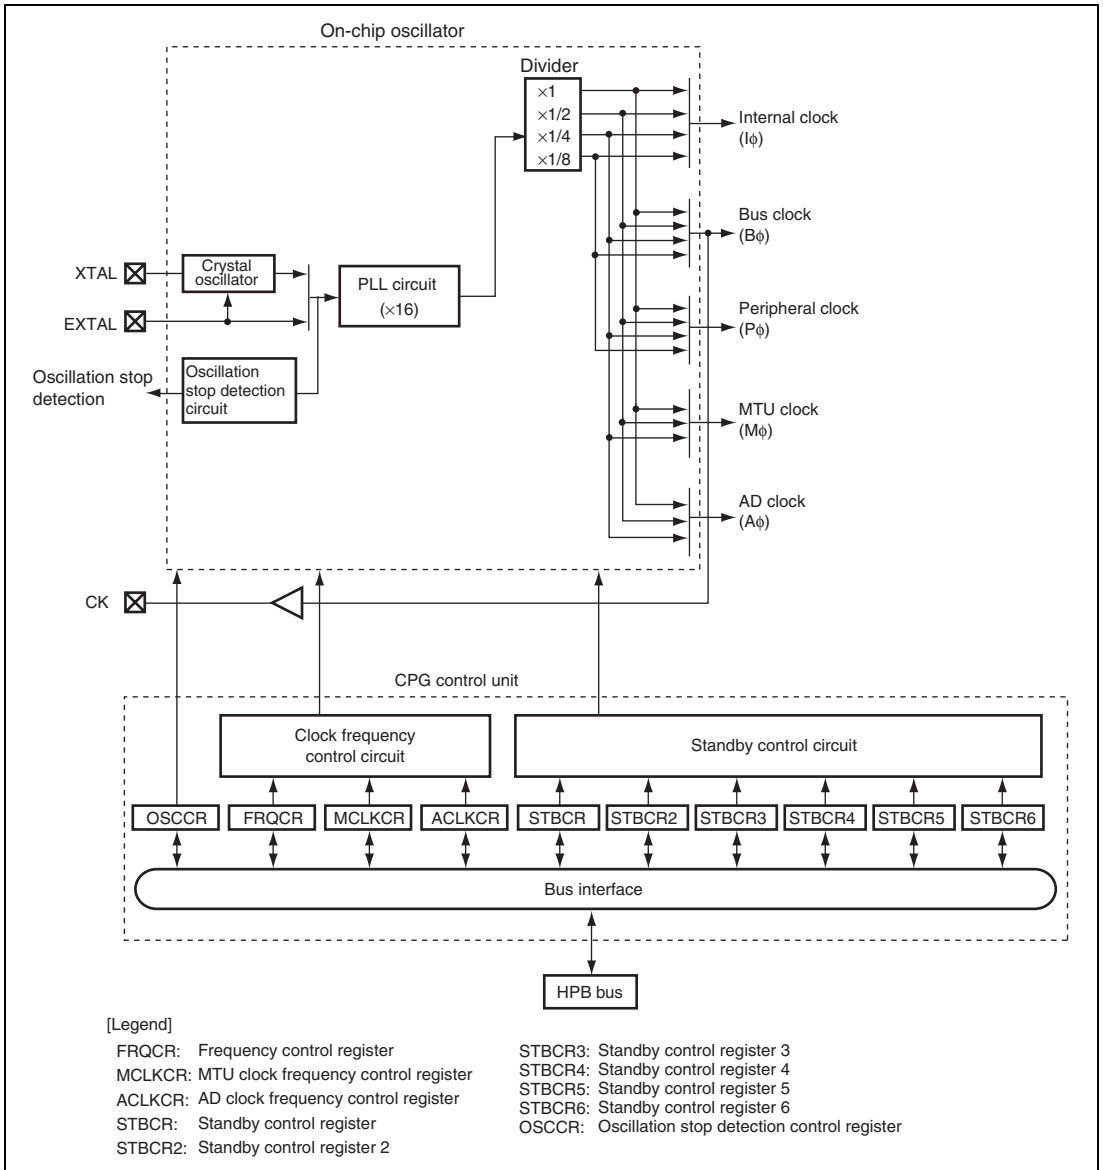 On-chip oscillator
Divider
×1
×1/2
×1/4
×1/8
Internal clock
(Iϕ)
Bus clock
(Bϕ)
Peripheral clock
(Pϕ)
MTU clock
(Mϕ)
AD clock
(Aϕ)
XTAL
Crystal
oscillator
EXTAL
PLL circuit
(×16)
Oscillation stop
detection
Oscillation
stop detection
circuit
CK
CPG control unit
Clock frequency
control circuit
Standby control circuit
OSCCR
FRQCR
MCLKCR
ACLKCR
STBCR
STBCR2
STBCR3
STBCR4
STBCR5
STBCR6
Bus interface
HPB bus
[Legend]
FRQCR: Frequency control register
MCLKCR: MTU clock frequency control register
ACLKCR: AD clock frequency control register
STBCR: Standby control register
STBCR2: Standby control register 2
STBCR3: Standby control register 3
STBCR4: Standby control register 4
STBCR5: Standby control register 5
STBCR6: Standby control register 6
OSCCR: Oscillation stop detection control register